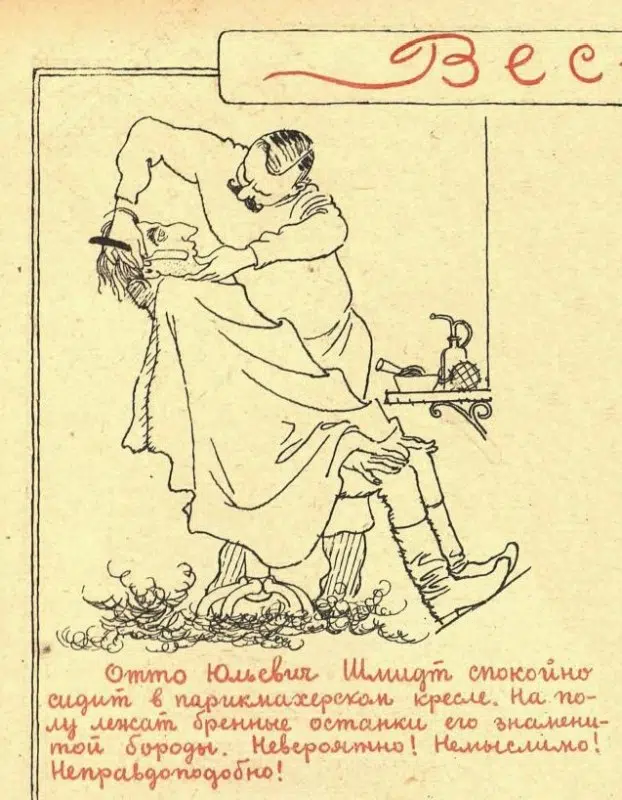 Вес
Отто Юльевич Шмидт спокойно
сидит в парикмахерском кресле. На по-
лу лежат бренные останки его знамени-
той бороды. Невероятно! Немыслимо!
Неправдоподобно!